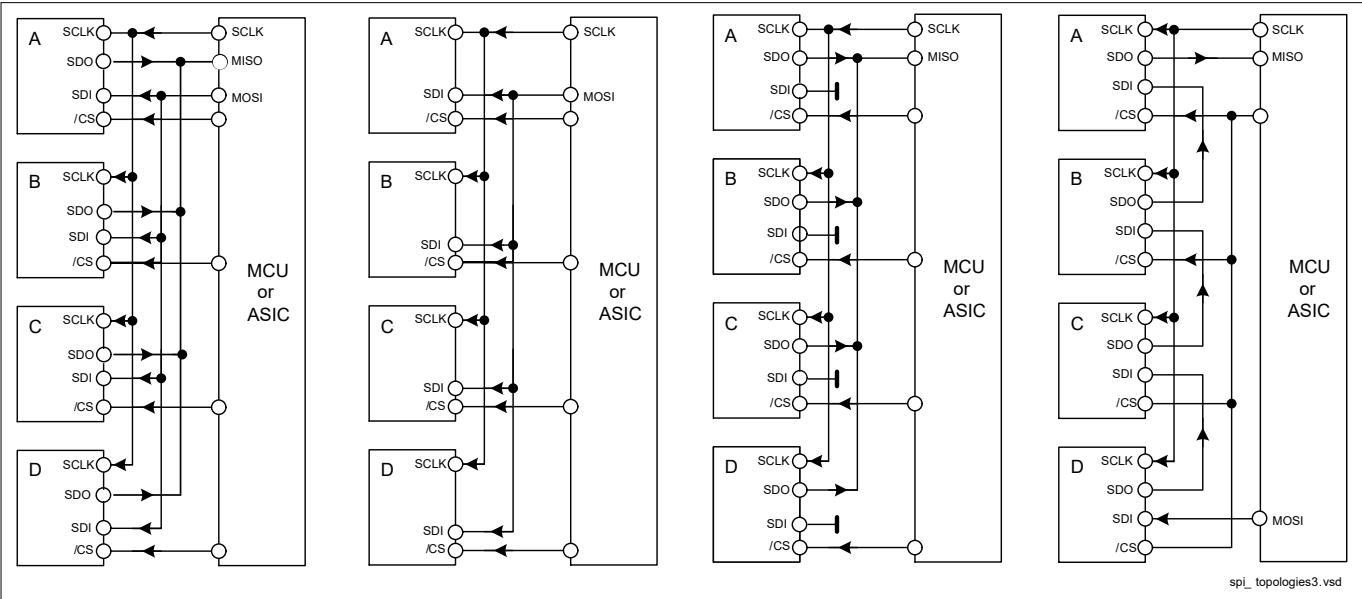 A
SCLK
SDO
SDI
/CS
B
SCLK
SDO
SDI
/CS
C
SCLK
SDO
SDI
/CS
D
SCLK
SDO
SDI
/CS
SCLK
MISO
MOSI
MCU
or
ASIC
A
SCLK
SDI
/CS
B
SCLK
SDI
/CS
C
SCLK
SDI
/CS
D
SCLK
SDI
/CS
SCLK
MOSI
MCU
or
ASIC
A
SCLK
SDO
SDI
/CS
B
SCLK
SDO
SDI
/CS
C
SCLK
SDO
SDI
/CS
D
SCLK
SDO
SDI
/CS
SCLK
MISO
MCU
or
ASIC
A
SCLK
SDO
SDI
/CS
B
SCLK
SDO
SDI
/CS
C
SCLK
SDO
SDI
/CS
D
SCLK
SDO
SDI
/CS
SCLK
MISO
MCU
or
ASIC
MOSI
spi_ topologies3.vsd